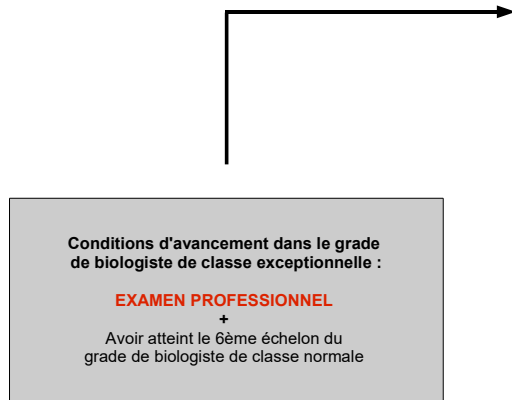 Conditions d'avancement dans le grade
de biologiste de classe exceptionnelle :
EXAMEN PROFESSIONNEL
+
Avoir atteint le 6ème échelon du
grade de biologiste de classe normale